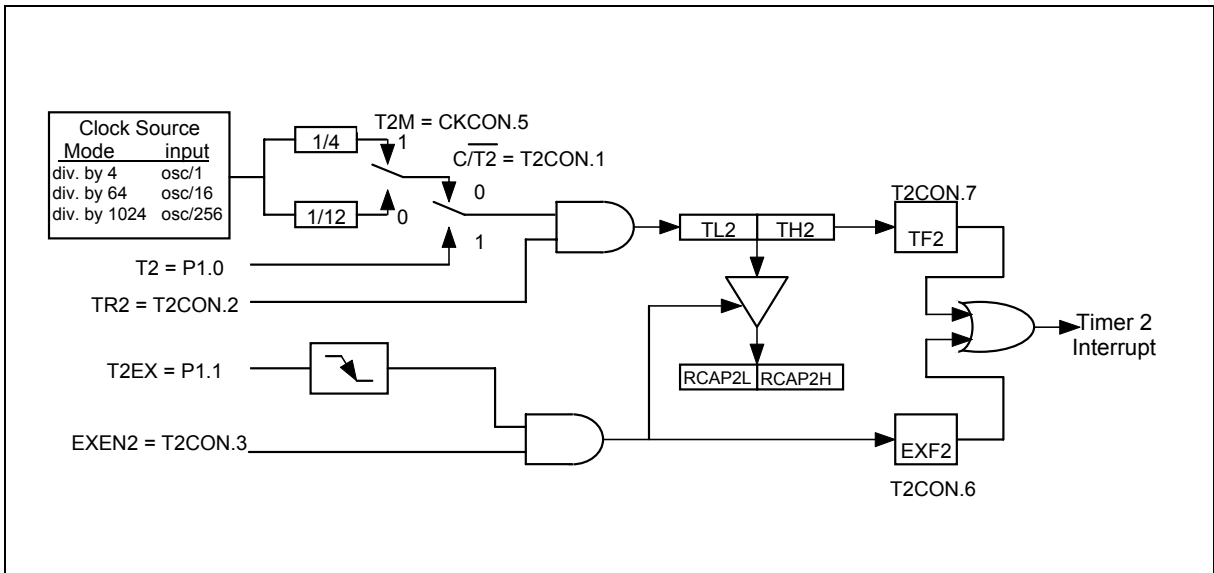 Clock Source
Mode input
div. by 4 osc/1
div. by 64 osc/16
div. by 1024 osc/256
1/4
1/12
T2M = CKCON.5
1
0
C/T2 = T2CON.1
0
1
T2 = P1.0
TR2 = T2CON.2
TL2 TH2
T2CON.7
TF2
T2EX = P1.1
RCAP2L RCAP2H
Timer 2
Interrupt
EXEN2 = T2CON.3
EXF2
T2CON.6